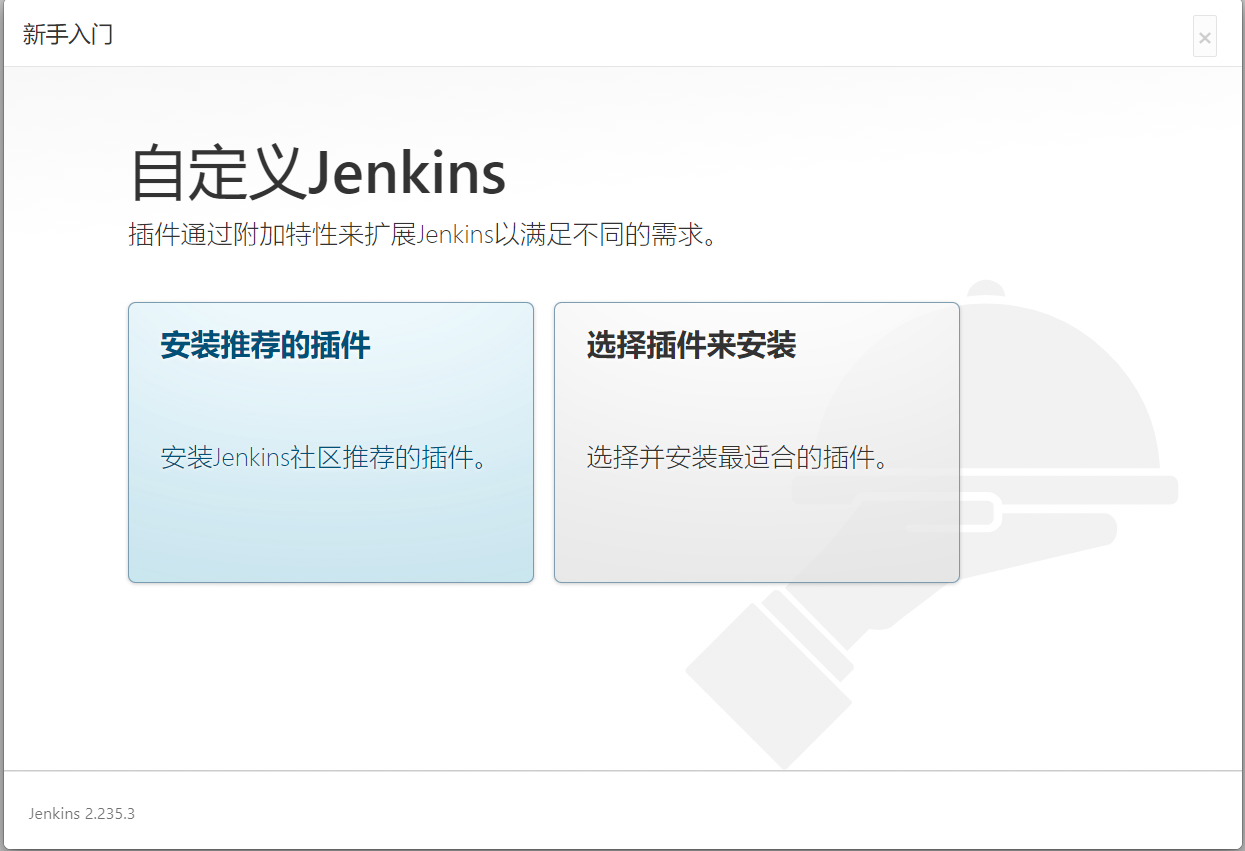 新手入门
×
自定义Jenkins
插件通过附加特性来扩展Jenkins以满足不同的需求。
安装推荐的插件
安装Jenkins社区推荐的插件。
选择插件来安装
选择并安装最适合的插件。
Jenkins 2.235.3